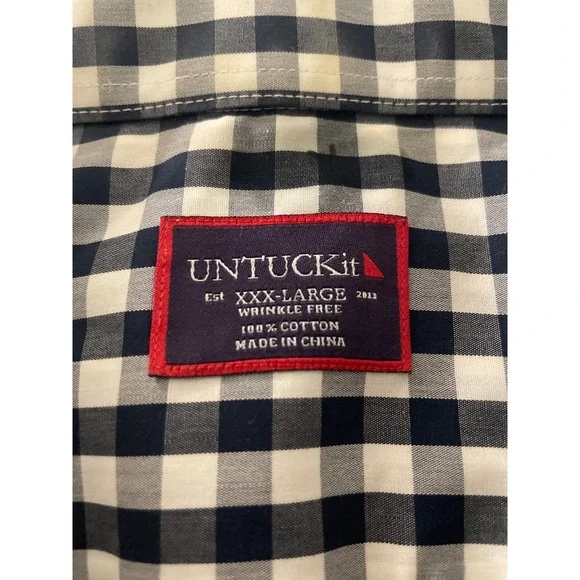 UNTUCKit
Est XXX-LARGE 2011
WRINKLE FREE
100% COTTON
MADE IN CHINA